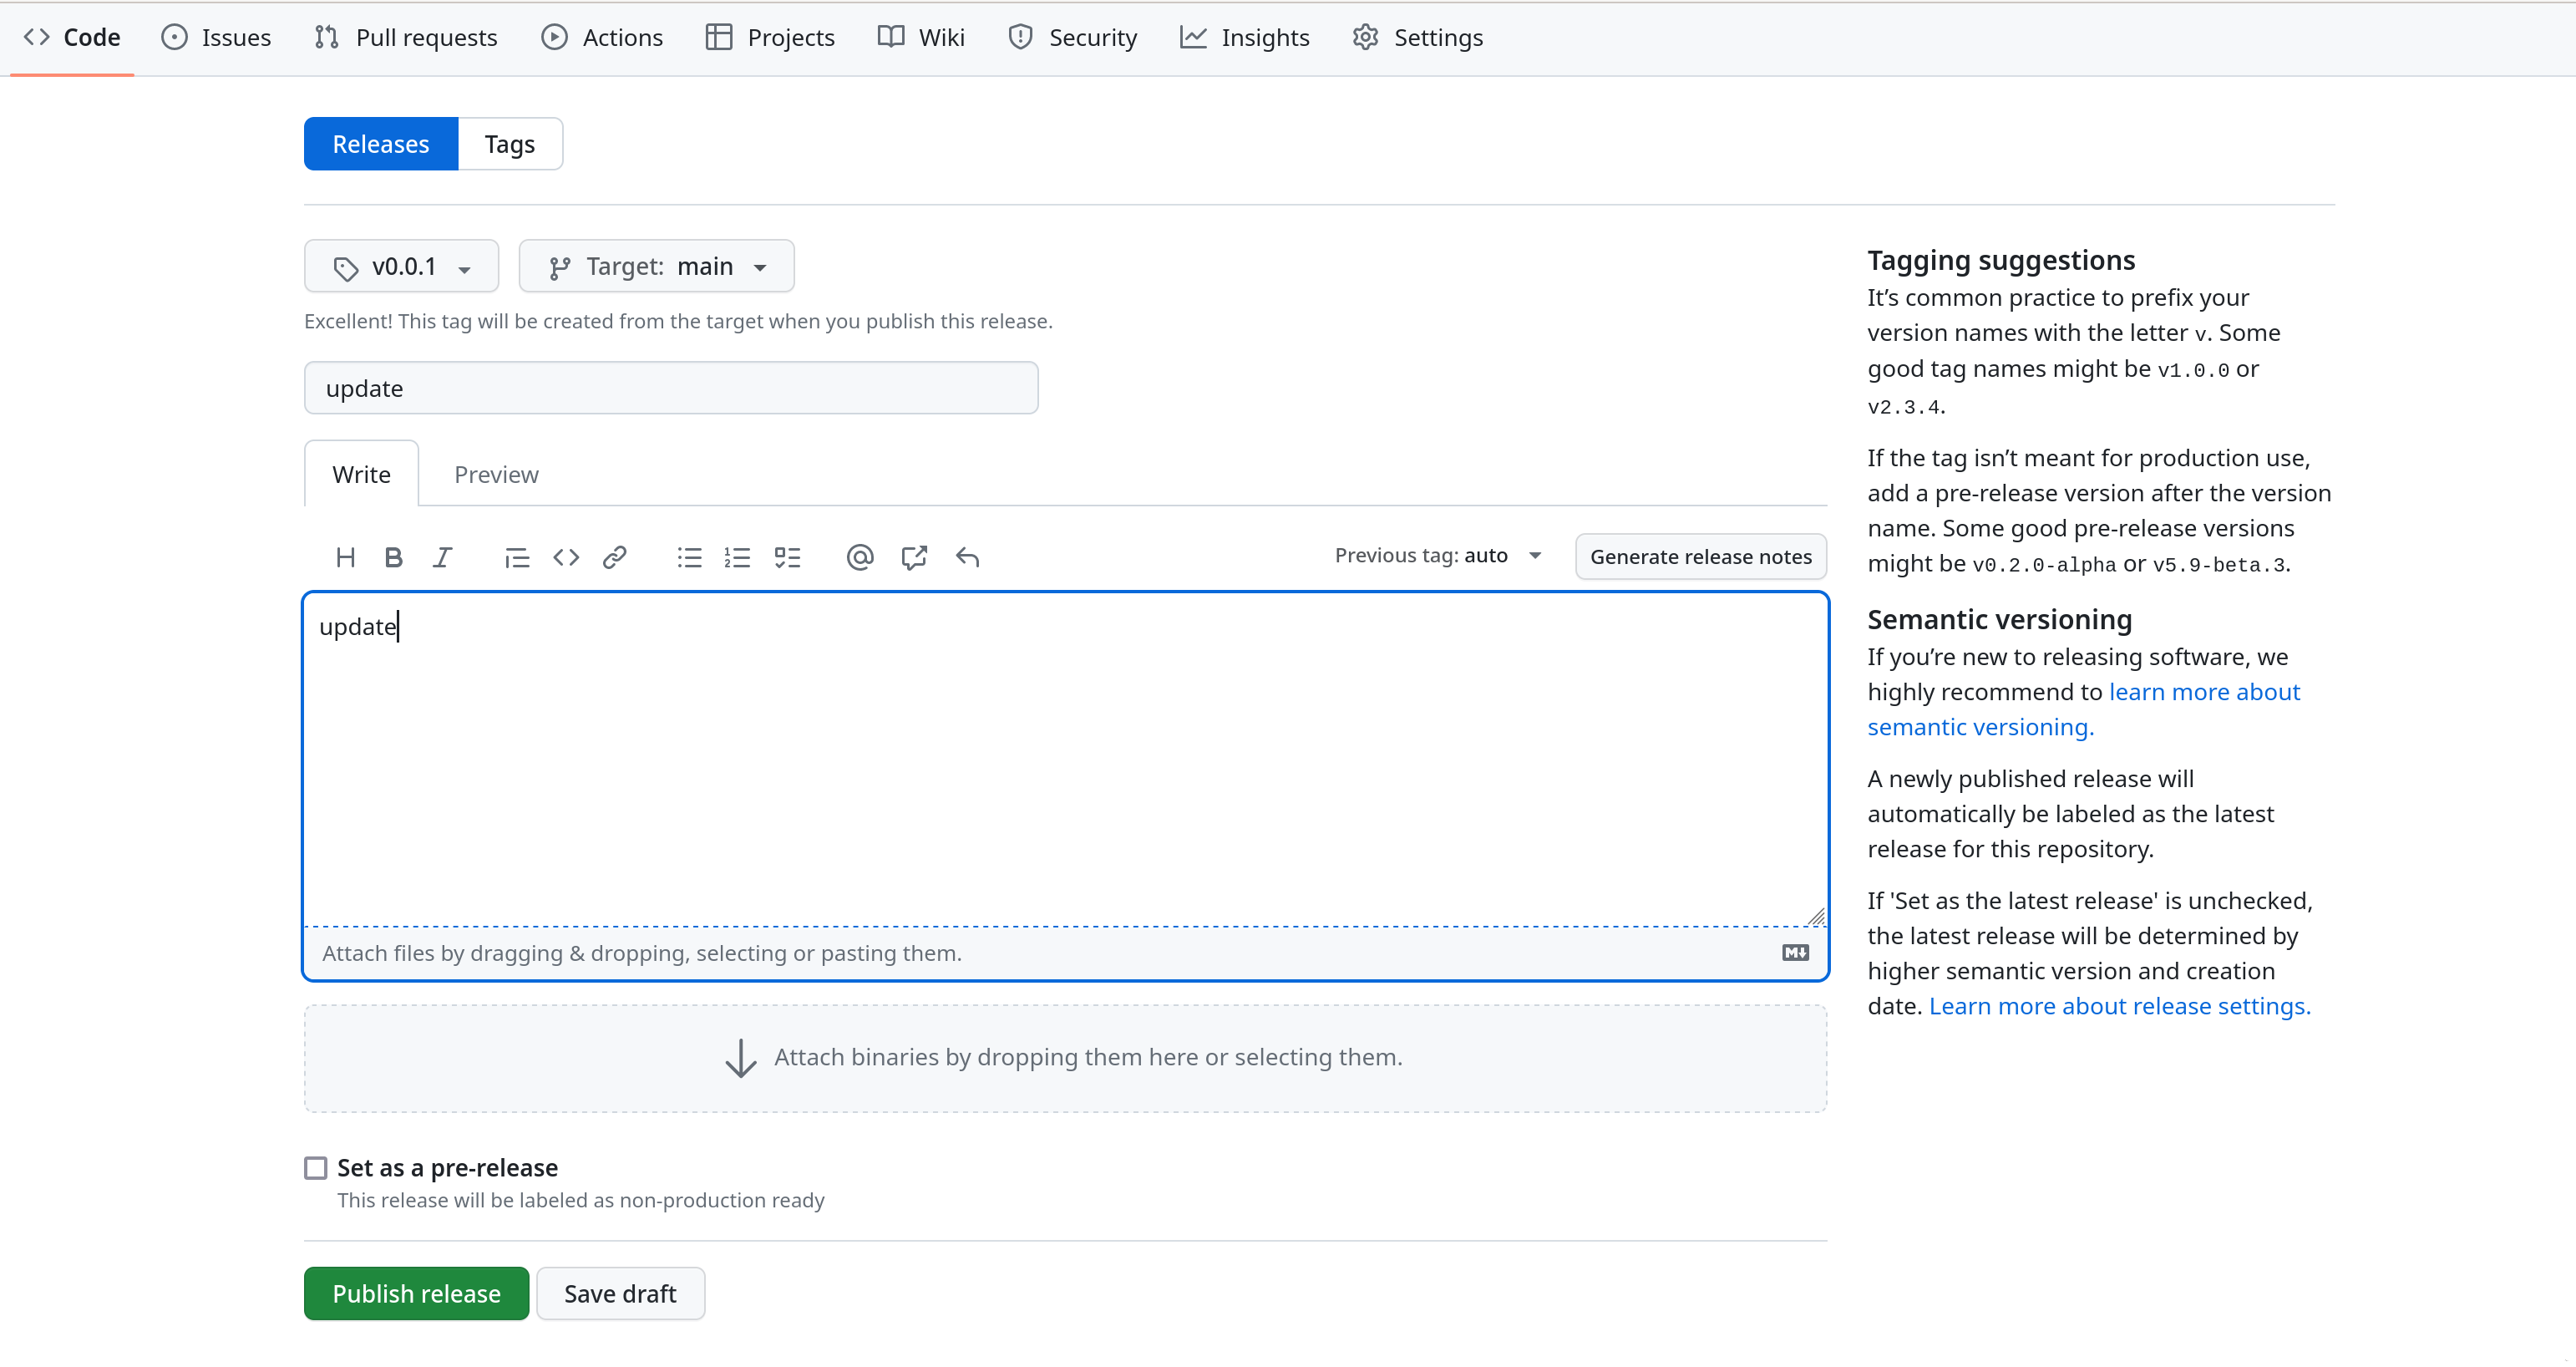 Code Issues Pull requests Actions Projects Wiki Security Insights Settings
Releases Tags
v0.0.1 Target: main
Excellent! This tag will be created from the target when you publish this release.
update
Write Preview
Previous tag: auto Generate release notes
update
Attach files by dragging & dropping, selecting or pasting them.
Attach binaries by dropping them here or selecting them.
Set as a pre-release
This release will be labeled as non-production ready
Publish release Save draft
Tagging suggestions
It’s common practice to prefix your
version names with the letter v. Some
good tag names might be v1.0.0 or
v2.3.4.
If the tag isn’t meant for production use,
add a pre-release version after the version
name. Some good pre-release versions
might be v0.2.0-alpha or v5.9-beta.3.
Semantic versioning
If you’re new to releasing software, we
highly recommend to learn more about
semantic versioning.
A newly published release will
automatically be labeled as the latest
release for this repository.
If 'Set as the latest release' is unchecked,
the latest release will be determined by
higher semantic version and creation
date. Learn more about release settings.